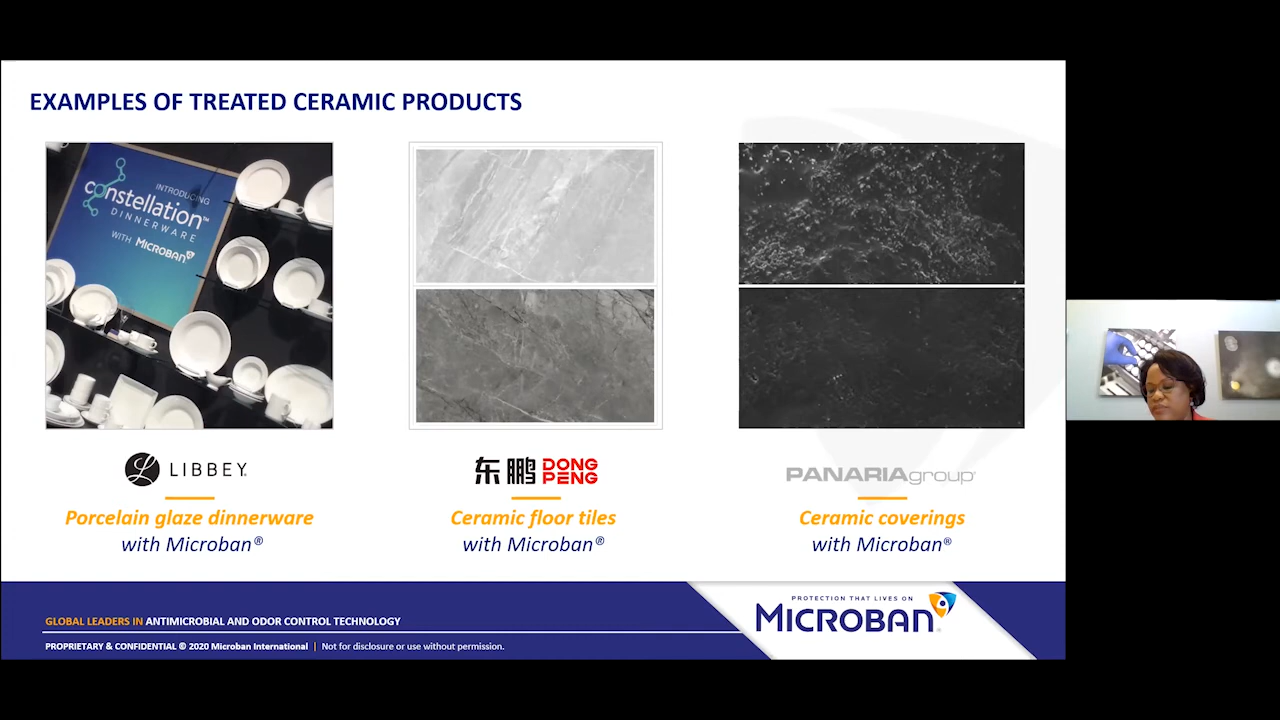 EXAMPLES OF TREATED CERAMIC PRODUCTS
INTRODUCING
constellation™
DINNERWARE
WITH MICROBAN
LIBBEY®
东鹏 DONG PENG
PANARIAgroup®
Porcelain glaze dinnerware
with Microban®
Ceramic floor tiles
with Microban®
Ceramic coverings
with Microban®
GLOBAL LEADERS IN ANTIMICROBIAL AND ODOR CONTROL TECHNOLOGY
PROPRIETARY & CONFIDENTIAL © 2020 Microban International | Not for disclosure or use without permission.
PROTECTION THAT LIVES ON
MICROBAN®